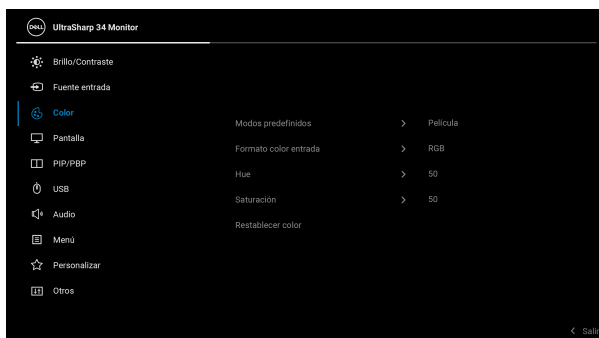 DELL UltraSharp 34 Monitor
Brillo/Contraste
Fuente entrada
Color
Modos predefinidos Película
Pantalla
Formato color entrada RGB
PIP/PBP
Hue 50
USB
Saturación 50
Audio
Restablecer color
Menú
Personalizar
Otros
Salir